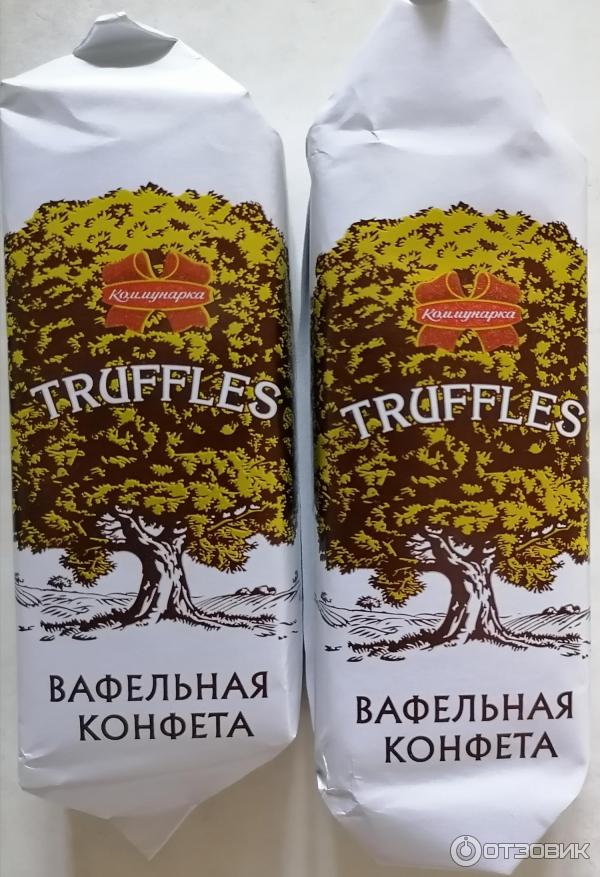 Коммунарка
TRUFFLES
ВАФЕЛЬНАЯ
КОНФЕТА
Коммунарка
TRUFFLES
ВАФЕЛЬНАЯ
КОНФЕТА
ОТЗОВИК